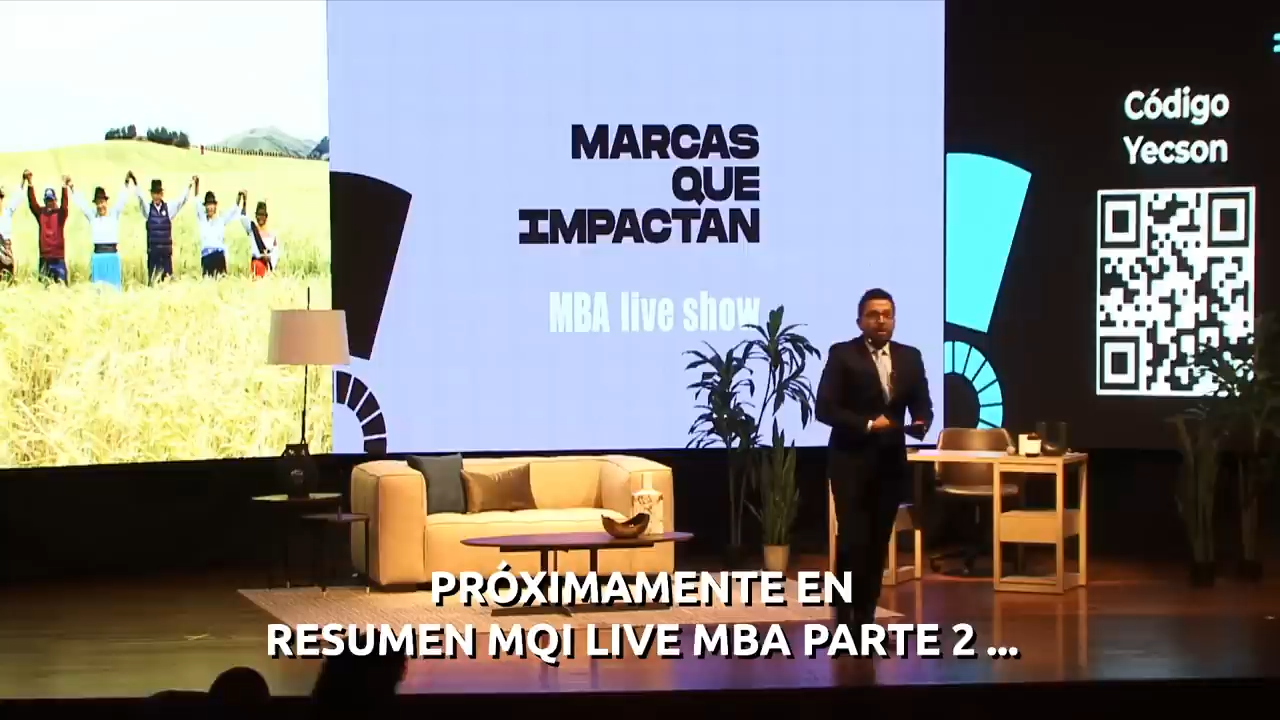 MARCAS
QUE
IMPACTAN
MBA live show
Código
Yecson
PRÓXIMAMENTE EN
RESUMEN MQI LIVE MBA PARTE 2 ...